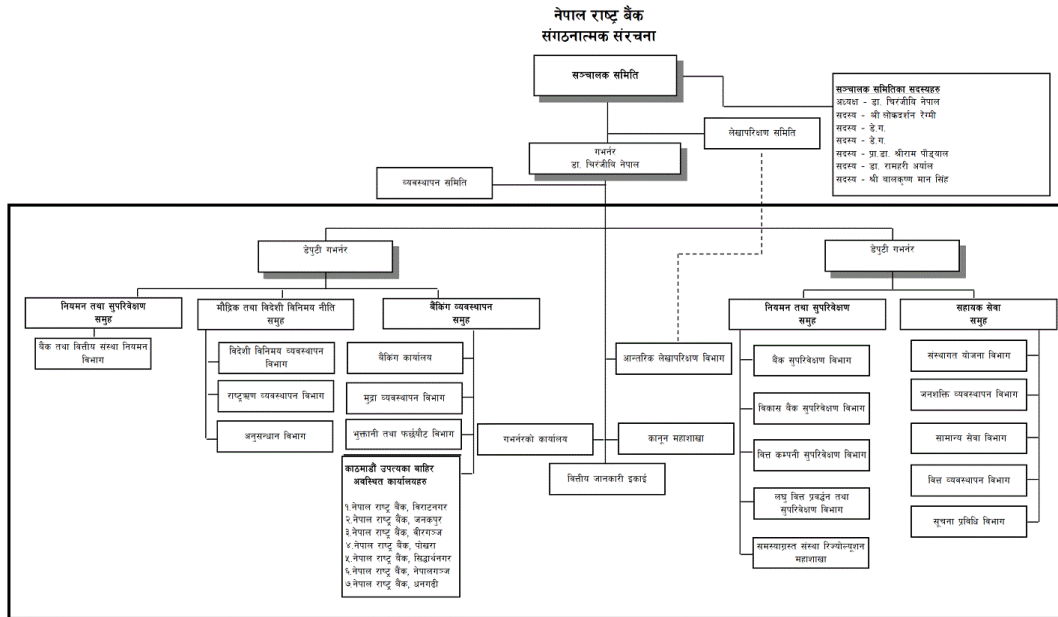 नेपाल राष्ट्र बैंक
संगठनात्मक संरचना
सञ्चालक समिति
सञ्चालक समितिका सदस्यहरु
अध्यक्ष - डा. चिरंजीवि नेपाल
सदस्य - श्री लोकदर्शन रेग्मी
सदस्य - डे.ग.
सदस्य - डे.ग.
सदस्य - प्रा.डा. श्रीराम पौड्याल
सदस्य - डा. रामहरी अर्याल
सदस्य - श्री बालकृष्ण मान सिंह
लेखापरिक्षण समिति
गभर्नर
डा. चिरंजीवि नेपाल
व्यवस्थापन समिति
डेपुटी गभर्नर
डेपुटी गभर्नर
नियमन तथा सुपरिवेक्षण
समुह
मौद्रिक तथा विदेशी विनिमय नीति
समुह
बैंकिंग व्यवस्थापन
समुह
नियमन तथा सुपरिवेक्षण
समुह
सहायक सेवा
समुह
बैंक तथा वित्तीय संस्था नियमन
विभाग
विदेशी विनिमय व्यवस्थापन
विभाग
राष्ट्रऋण व्यवस्थापन विभाग
अनुसन्धान विभाग
बैंकिंग कार्यालय
मुद्रा व्यवस्थापन विभाग
भुक्तानी तथा फर्छ्यौट विभाग
काठमाडौं उपत्यका बाहिर
अवस्थित कार्यालयहरु
१.नेपाल राष्ट्र बैंक, विराटनगर
२.नेपाल राष्ट्र बैंक, जनकपुर
३.नेपाल राष्ट्र बैंक, वीरगञ्ज
४.नेपाल राष्ट्र बैंक, पोखरा
५.नेपाल राष्ट्र बैंक, सिद्धार्थनगर
६.नेपाल राष्ट्र बैंक, नेपालगञ्ज
७.नेपाल राष्ट्र बैंक, धनगढी
आन्तरिक लेखापरिक्षण विभाग
गभर्नरको कार्यालय
कानून महाशाखा
वित्तीय जानकारी इकाई
बैंक सुपरिवेक्षण विभाग
विकास बैंक सुपरिवेक्षण विभाग
वित्त कम्पनी सुपरिवेक्षण विभाग
लघु वित्त प्रवर्द्धन तथा
सुपरिवेक्षण विभाग
समस्याग्रस्त संस्था रिज्योल्यूशन
महाशाखा
संस्थागत योजना विभाग
जनशक्ति व्यवस्थापन विभाग
सामान्य सेवा विभाग
वित्त व्यवस्थापन विभाग
सूचना प्रविधि विभाग